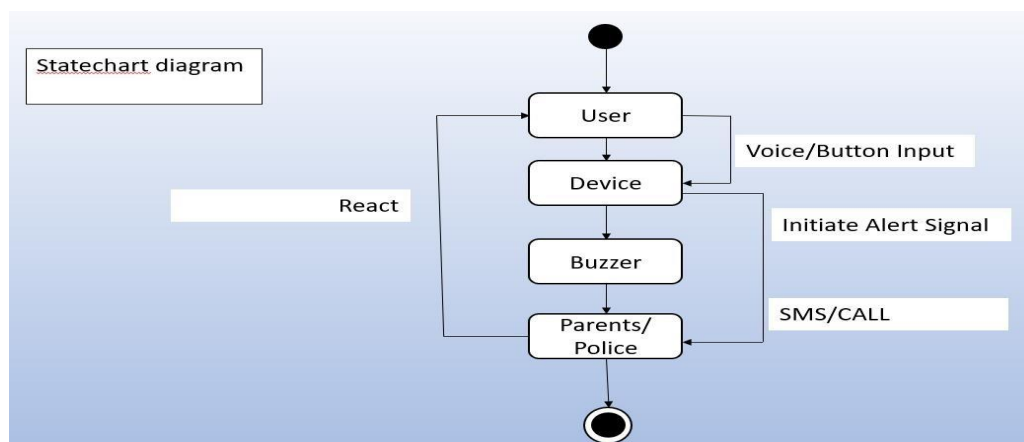 Statechart diagram
User
Voice/Button Input
Device
React
Initiate Alert Signal
Buzzer
SMS/CALL
Parents/
Police